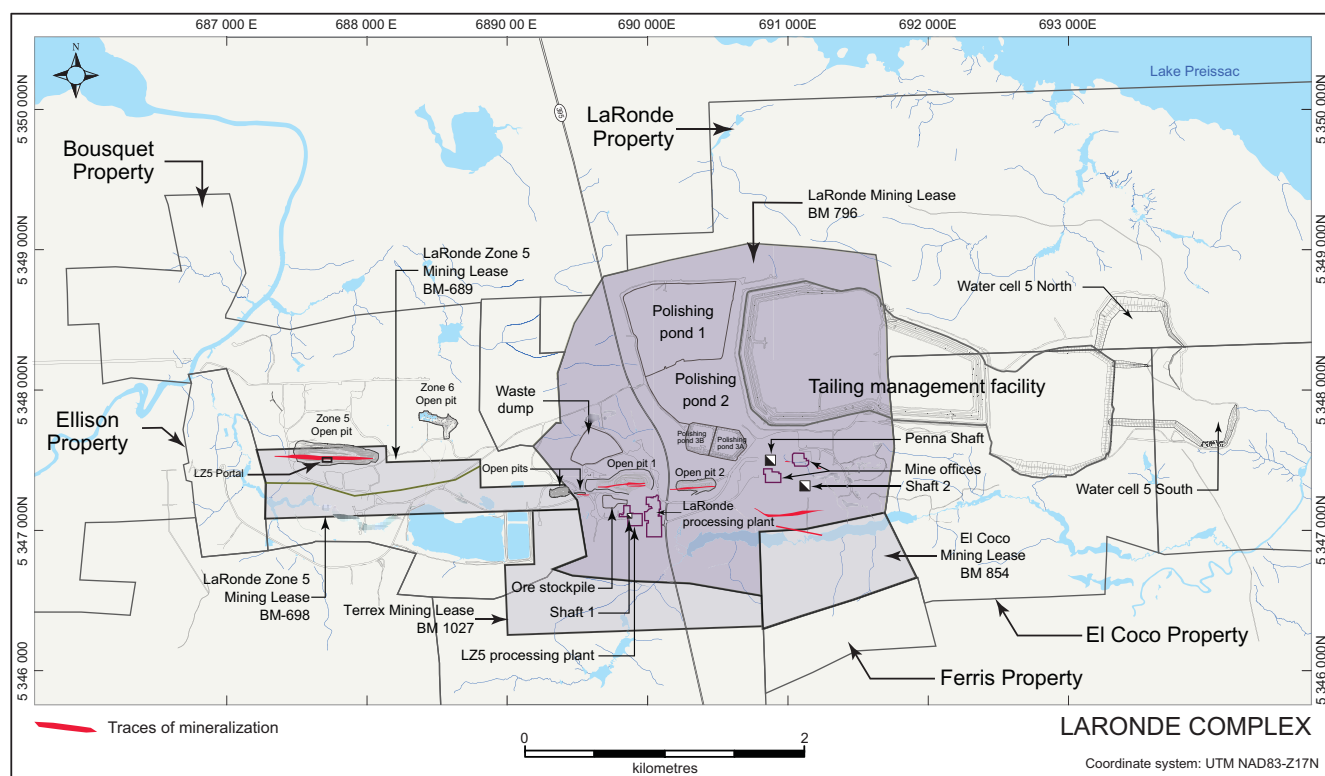 687 000 E
688 000 E
6890 00 E
690 000 E
691 000 E
692 000 E
693 000 E
N
5 350 000N
5 349 000N
5 348 000N
5 347 000N
5 346 000
5 350 000N
5 349 000N
5 348 000N
5 347 000N
5 346 000N
Lake Preissac
395
LaRonde
Property
Bousquet
Property
LaRonde Mining Lease
BM 796
LaRonde Zone 5
Mining Lease
BM-689
Water cell 5 North
Polishing
pond 1
Polishing
pond 2
Tailing management facility
Zone 6
Open pit
Waste
dump
Ellison
Property
Zone 5
Open pit
Polishing
pond 3B
Polishing
pond 3A
Penna Shaft
LZ5 Portal
Open pits
Open pit 1
Open pit 2
Mine offices
Shaft 2
Water cell 5 South
LaRonde
processing plant
El Coco
Mining Lease
BM 854
LaRonde Zone 5
Mining Lease
BM-698
Ore stockpile
Terrex Mining Lease
BM 1027
Shaft 1
LZ5 processing plant
El Coco Property
Ferris Property
Traces of mineralization
0
2
kilometres
LARONDE COMPLEX
Coordinate system: UTM NAD83-Z17N